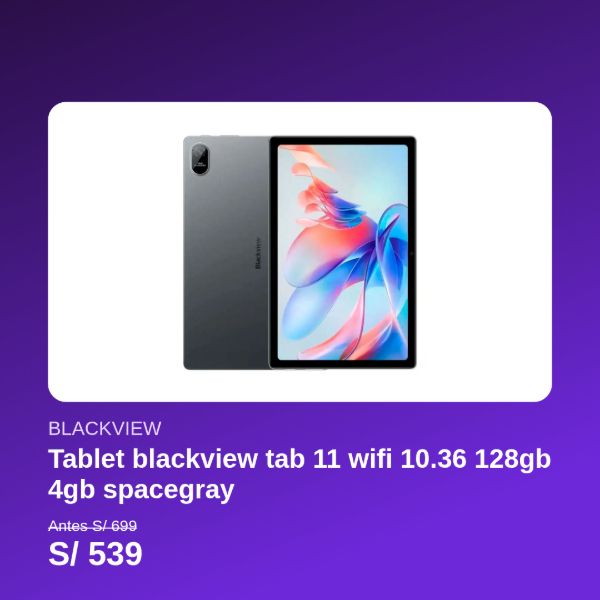 Blackview
BLACKVIEW
Tablet blackview tab 11 wifi 10.36 128gb
4gb spacegray
Antes S/ 699
S/ 539